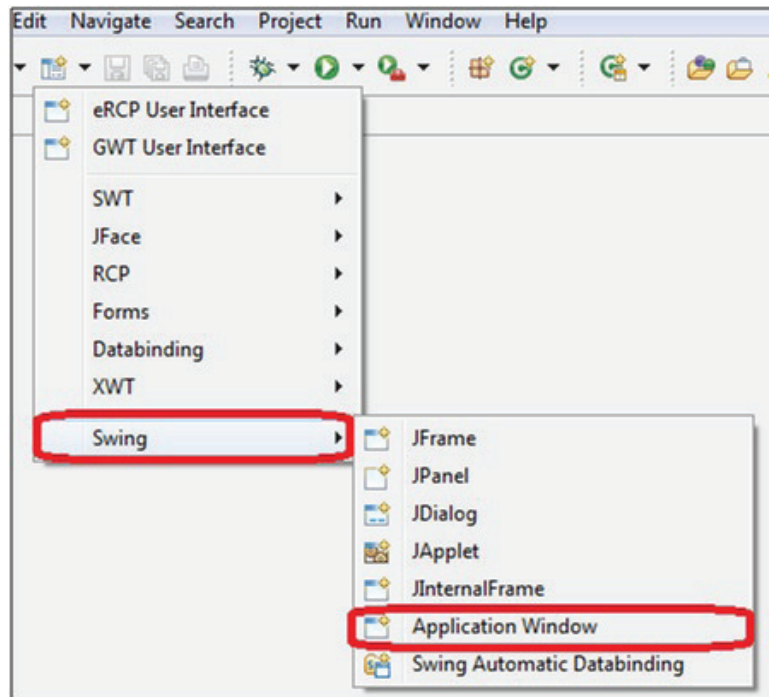 Edit Navigate Search Project Run Window Help
eRCP User Interface
GWT User Interface
SWT
JFace
RCP
Forms
Databinding
XWT
Swing
JFrame
JPanel
JDialog
JApplet
JInternalFrame
Application Window
Swing Automatic Databinding